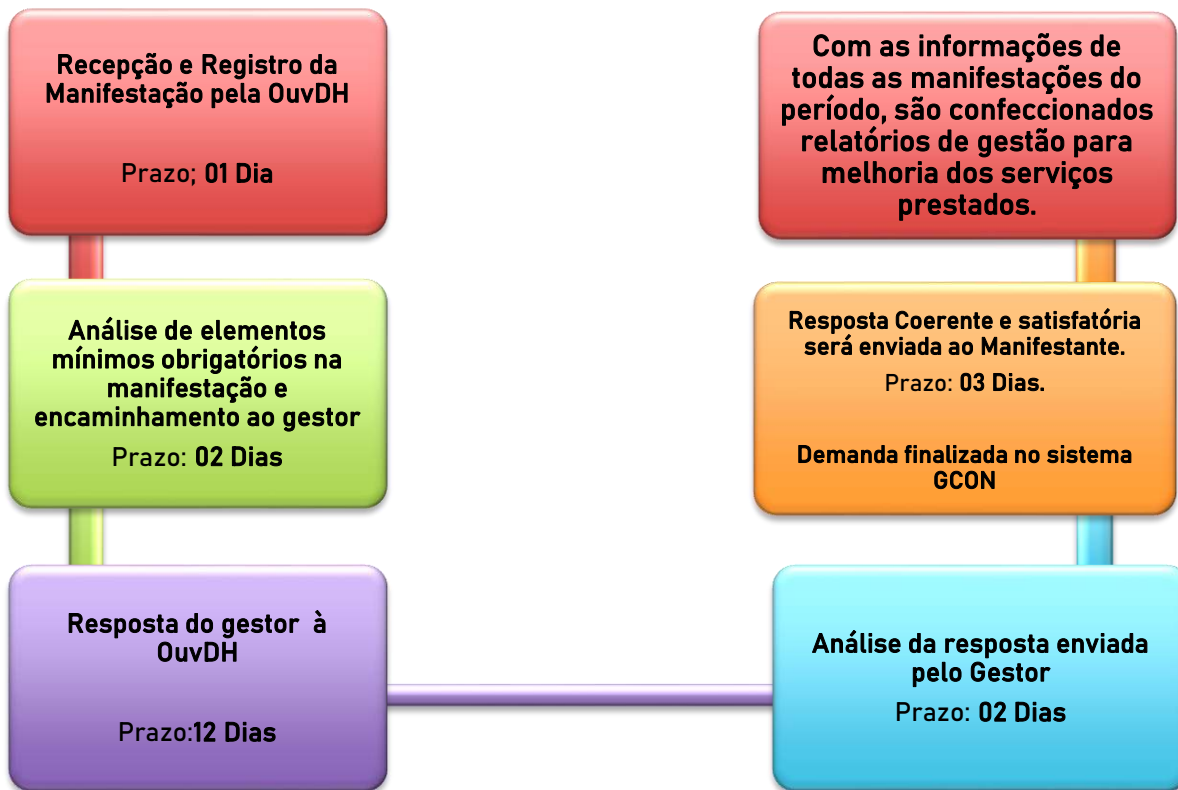 Recepção e Registro da
Manifestação pela OuvDH
Prazo; 01 Dia
Análise de elementos
mínimos obrigatórios na
manifestação e
encaminhamento ao gestor
Prazo: 02 Dias
Resposta do gestor à
OuvDH
Prazo:12 Dias
Análise da resposta enviada
pelo Gestor
Prazo: 02 Dias
Resposta Coerente e satisfatória
será enviada ao Manifestante.
Prazo: 03 Dias.
Demanda finalizada no sistema
GCON
Com as informações de
todas as manifestações do
período, são confeccionados
relatórios de gestão para
melhoria dos serviços
prestados.